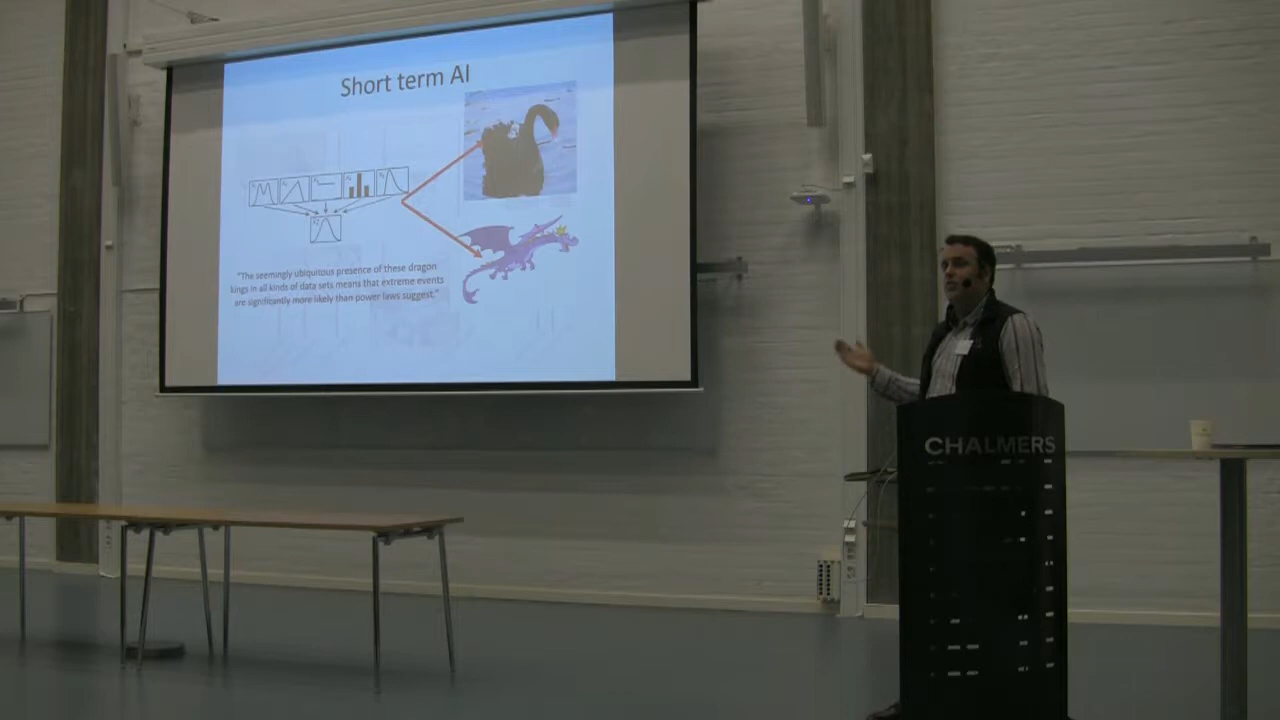 Short term AI
"The seemingly ubiquitous presence of these dragon
kings in all kinds of data sets means that extreme events
are significantly more likely than power laws suggest."
CHALMERS